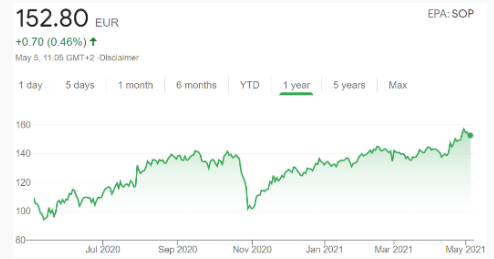 152.80 EUR
EPA: SOP
+0.70 (0.46%) ↑
May 5, 11:05 GMT+2 ·Disclaimer
1 day 5 days 1 month 6 months YTD 1 year 5 years Max
160
140
120
100
80
Jul 2020 Sep 2020 Nov 2020 Jan 2021 Mar 2021 May 2021